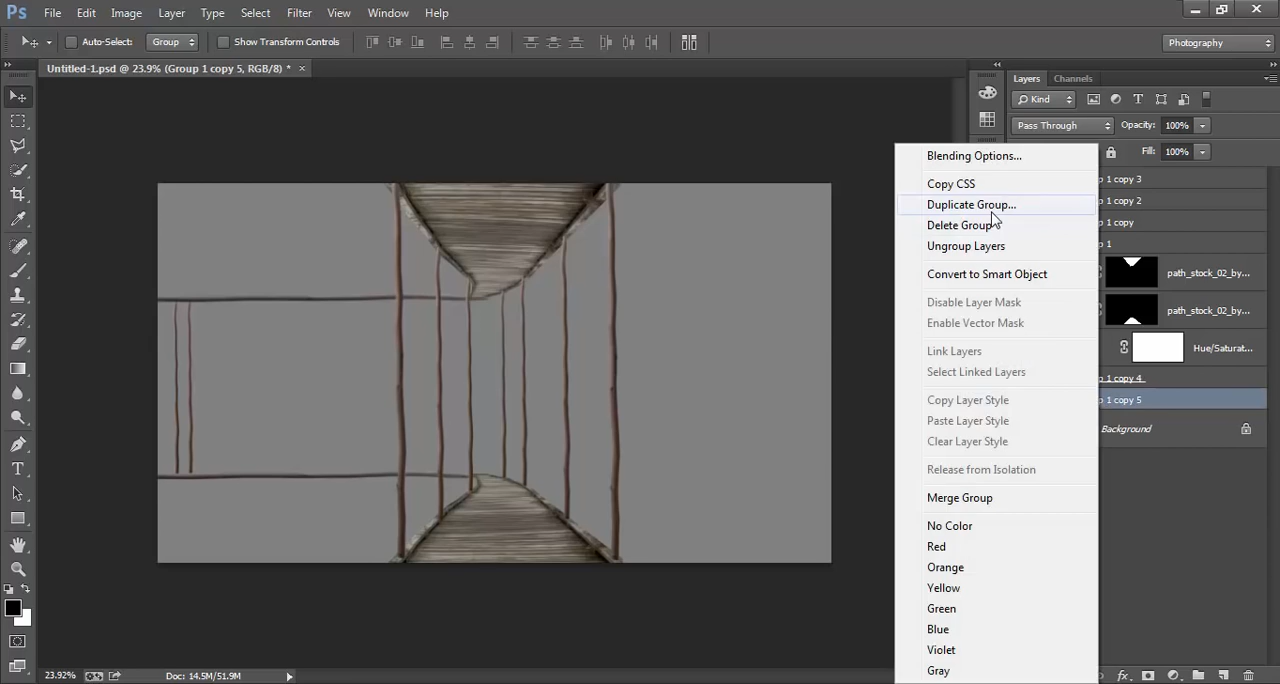 Ps File Edit Image Layer Type Select Filter View Window Help
Auto-Select: Group Show Transform Controls Photography
Untitled-1.psd @ 23.9% (Group 1 copy 5, RGB/8) * ×
Layers Channels
Kind
Pass Through Opacity: 100%
Fill: 100%
Blending Options...
Copy CSS
Duplicate Group...
Delete Group
Ungroup Layers
Convert to Smart Object
Disable Layer Mask
Enable Vector Mask
Link Layers
Select Linked Layers
Copy Layer Style
Paste Layer Style
Clear Layer Style
Release from Isolation
Merge Group
No Color
Red
Orange
Yellow
Green
Blue
Violet
Gray
p 1 copy 3
p 1 copy 2
p 1 copy
p 1
path_stock_02_by...
path_stock_02_by...
Hue/Saturat...
p 1 copy 4
p 1 copy 5
Background
23.92% Doc: 14.5M/51.9M
fx